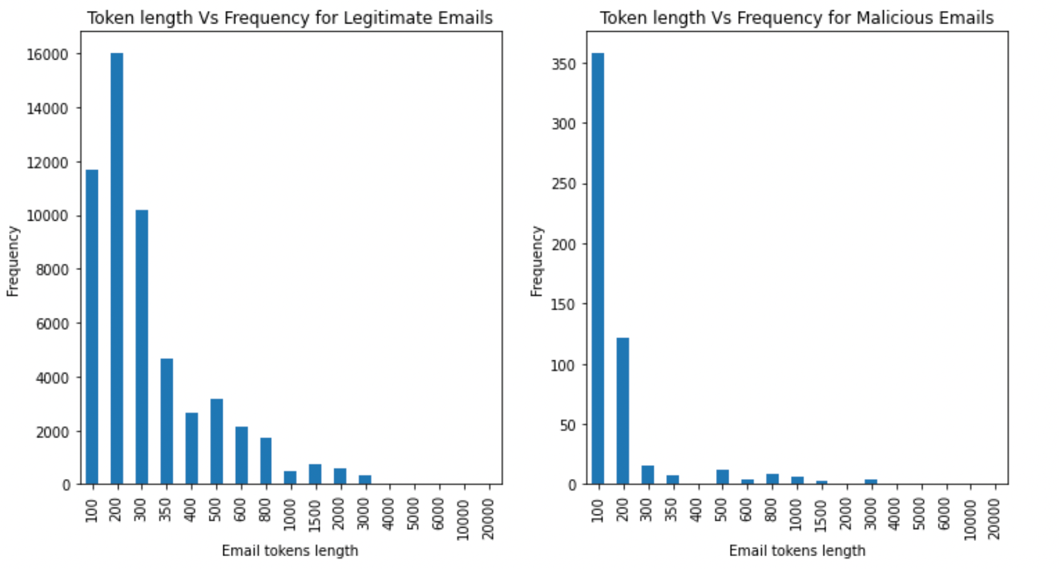 Token length Vs Frequency for Legitimate Emails
Frequency
16000
14000
12000
10000
8000
6000
4000
2000
0
100 200 300 350 400 500 600 800 1000 1500 2000 3000 4000 5000 6000 10000 20000
Email tokens length
Token length Vs Frequency for Malicious Emails
Frequency
350
300
250
200
150
100
50
0
100 200 300 350 400 500 600 800 1000 1500 2000 3000 4000 5000 6000 10000 20000
Email tokens length